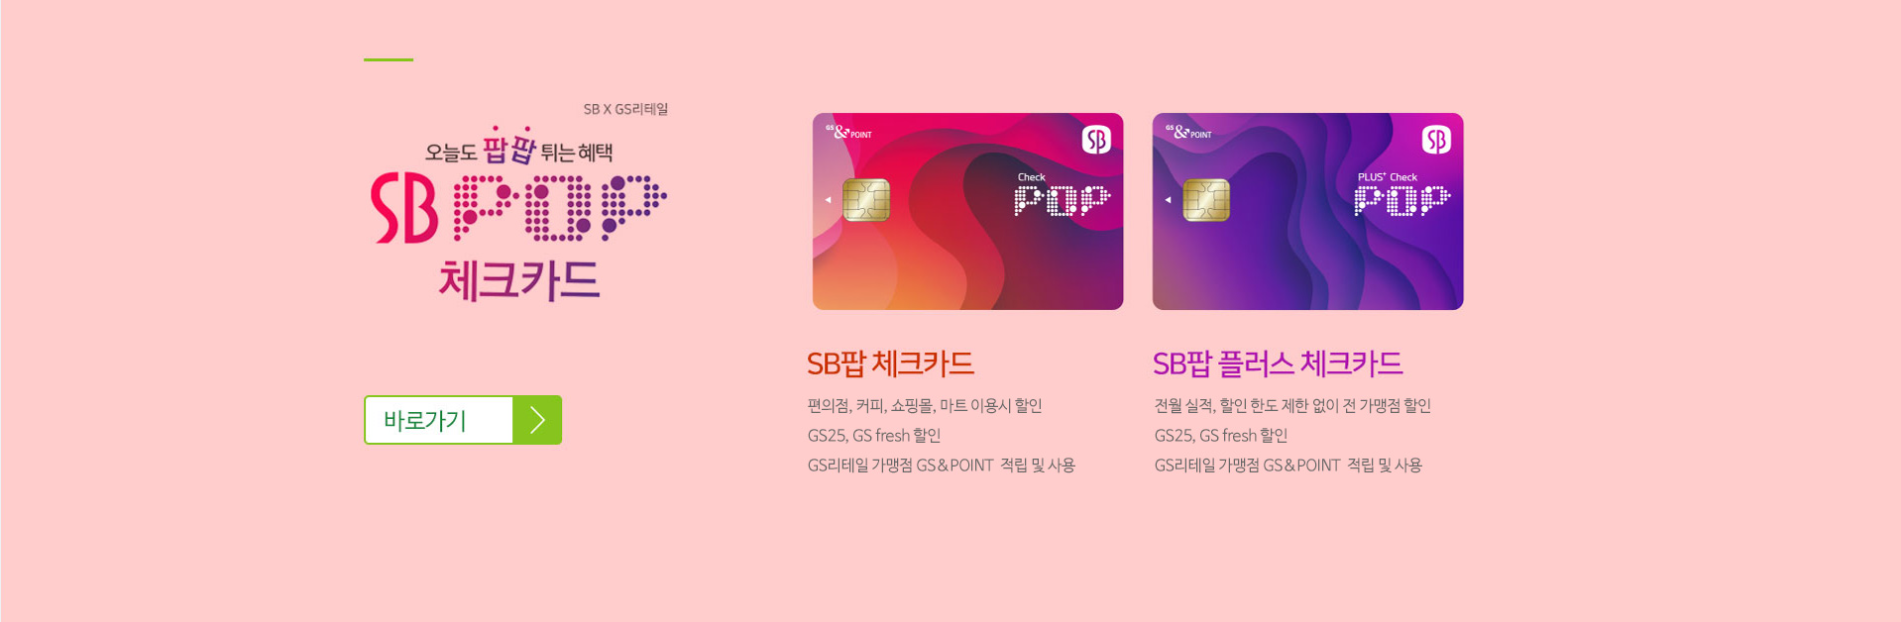 SB X GS리테일
오늘도 팝팝 튀는 혜택
SB POP
체크카드
바로가기
GS& POINT
SB
Check
POP
SB팝 체크카드
편의점, 커피, 쇼핑몰, 마트 이용시 할인
GS25, GS fresh 할인
GS리테일 가맹점 GS&POINT 적립 및 사용
GS& POINT
SB
PLUS+ Check
POP
SB팝 플러스 체크카드
전월 실적, 할인 한도 제한 없이 전 가맹점 할인
GS25, GS fresh 할인
GS리테일 가맹점 GS&POINT 적립 및 사용